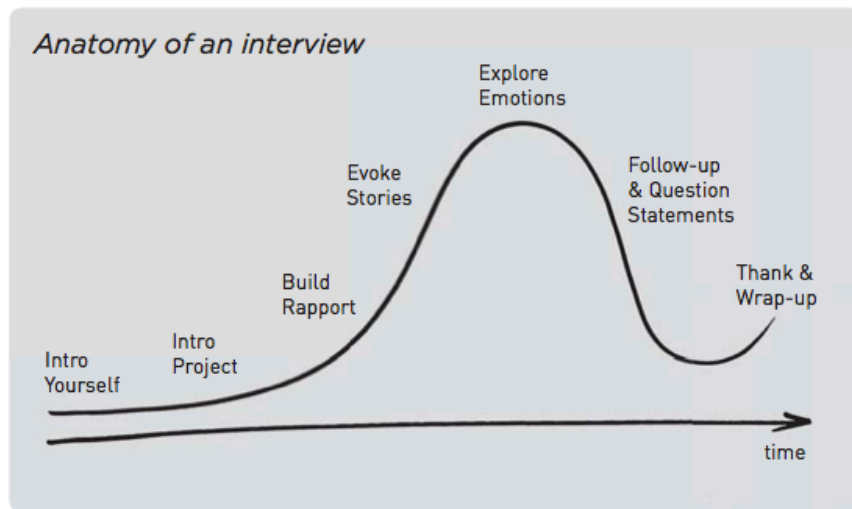 Anatomy of an interview
Explore
Emotions
Evoke
Stories
Follow-up
& Question
Statements
Build
Rapport
Thank &
Wrap-up
Intro
Project
Intro
Yourself
time